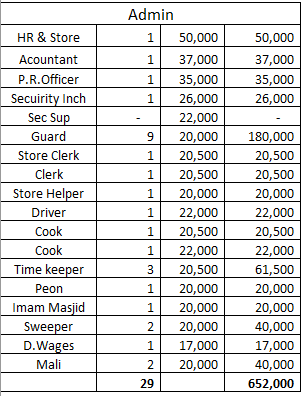 Admin
HR & Store 1 50,000 50,000
Acountant 1 37,000 37,000
P.R.Officer 1 35,000 35,000
Secuirity Inch 1 26,000 26,000
Sec Sup - 22,000 -
Guard 9 20,000 180,000
Store Clerk 1 20,500 20,500
Clerk 1 20,500 20,500
Store Helper 1 20,000 20,000
Driver 1 22,000 22,000
Cook 1 20,500 20,500
Cook 1 22,000 22,000
Time keeper 3 20,500 61,500
Peon 1 20,000 20,000
Imam Masjid 1 20,000 20,000
Sweeper 2 20,000 40,000
D.Wages 1 17,000 17,000
Mali 2 20,000 40,000
29 652,000